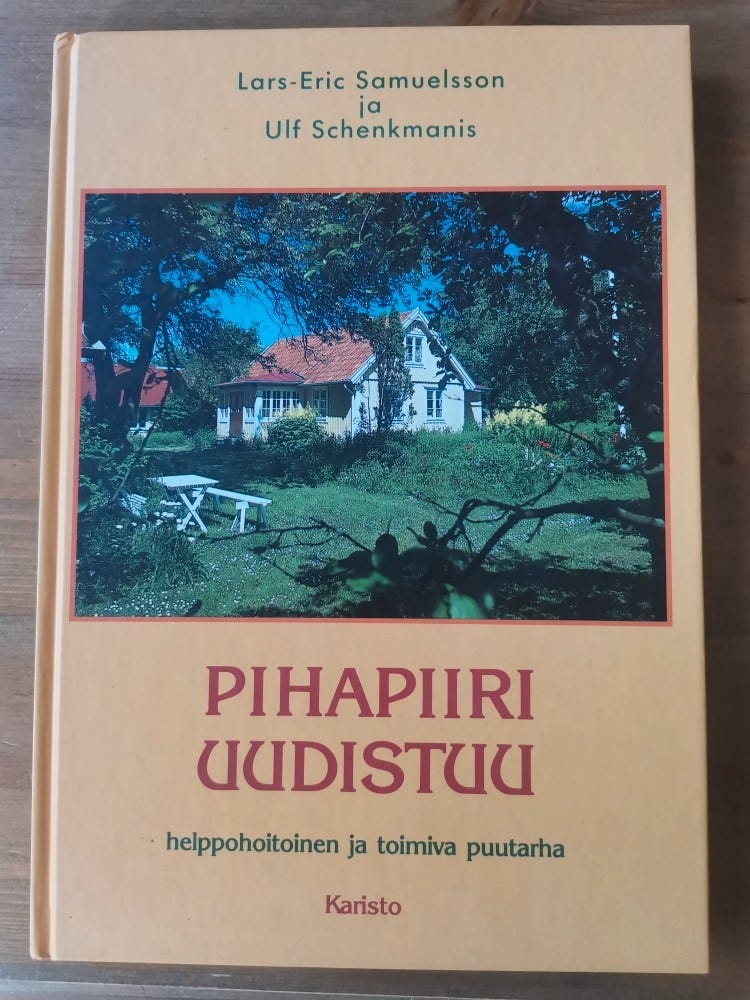 Lars-Eric Samuelsson
ja
Ulf Schenkmanis
PIHAPIIRI
UUDISTUU
helppohoitoinen ja toimiva puutarha
Karisto